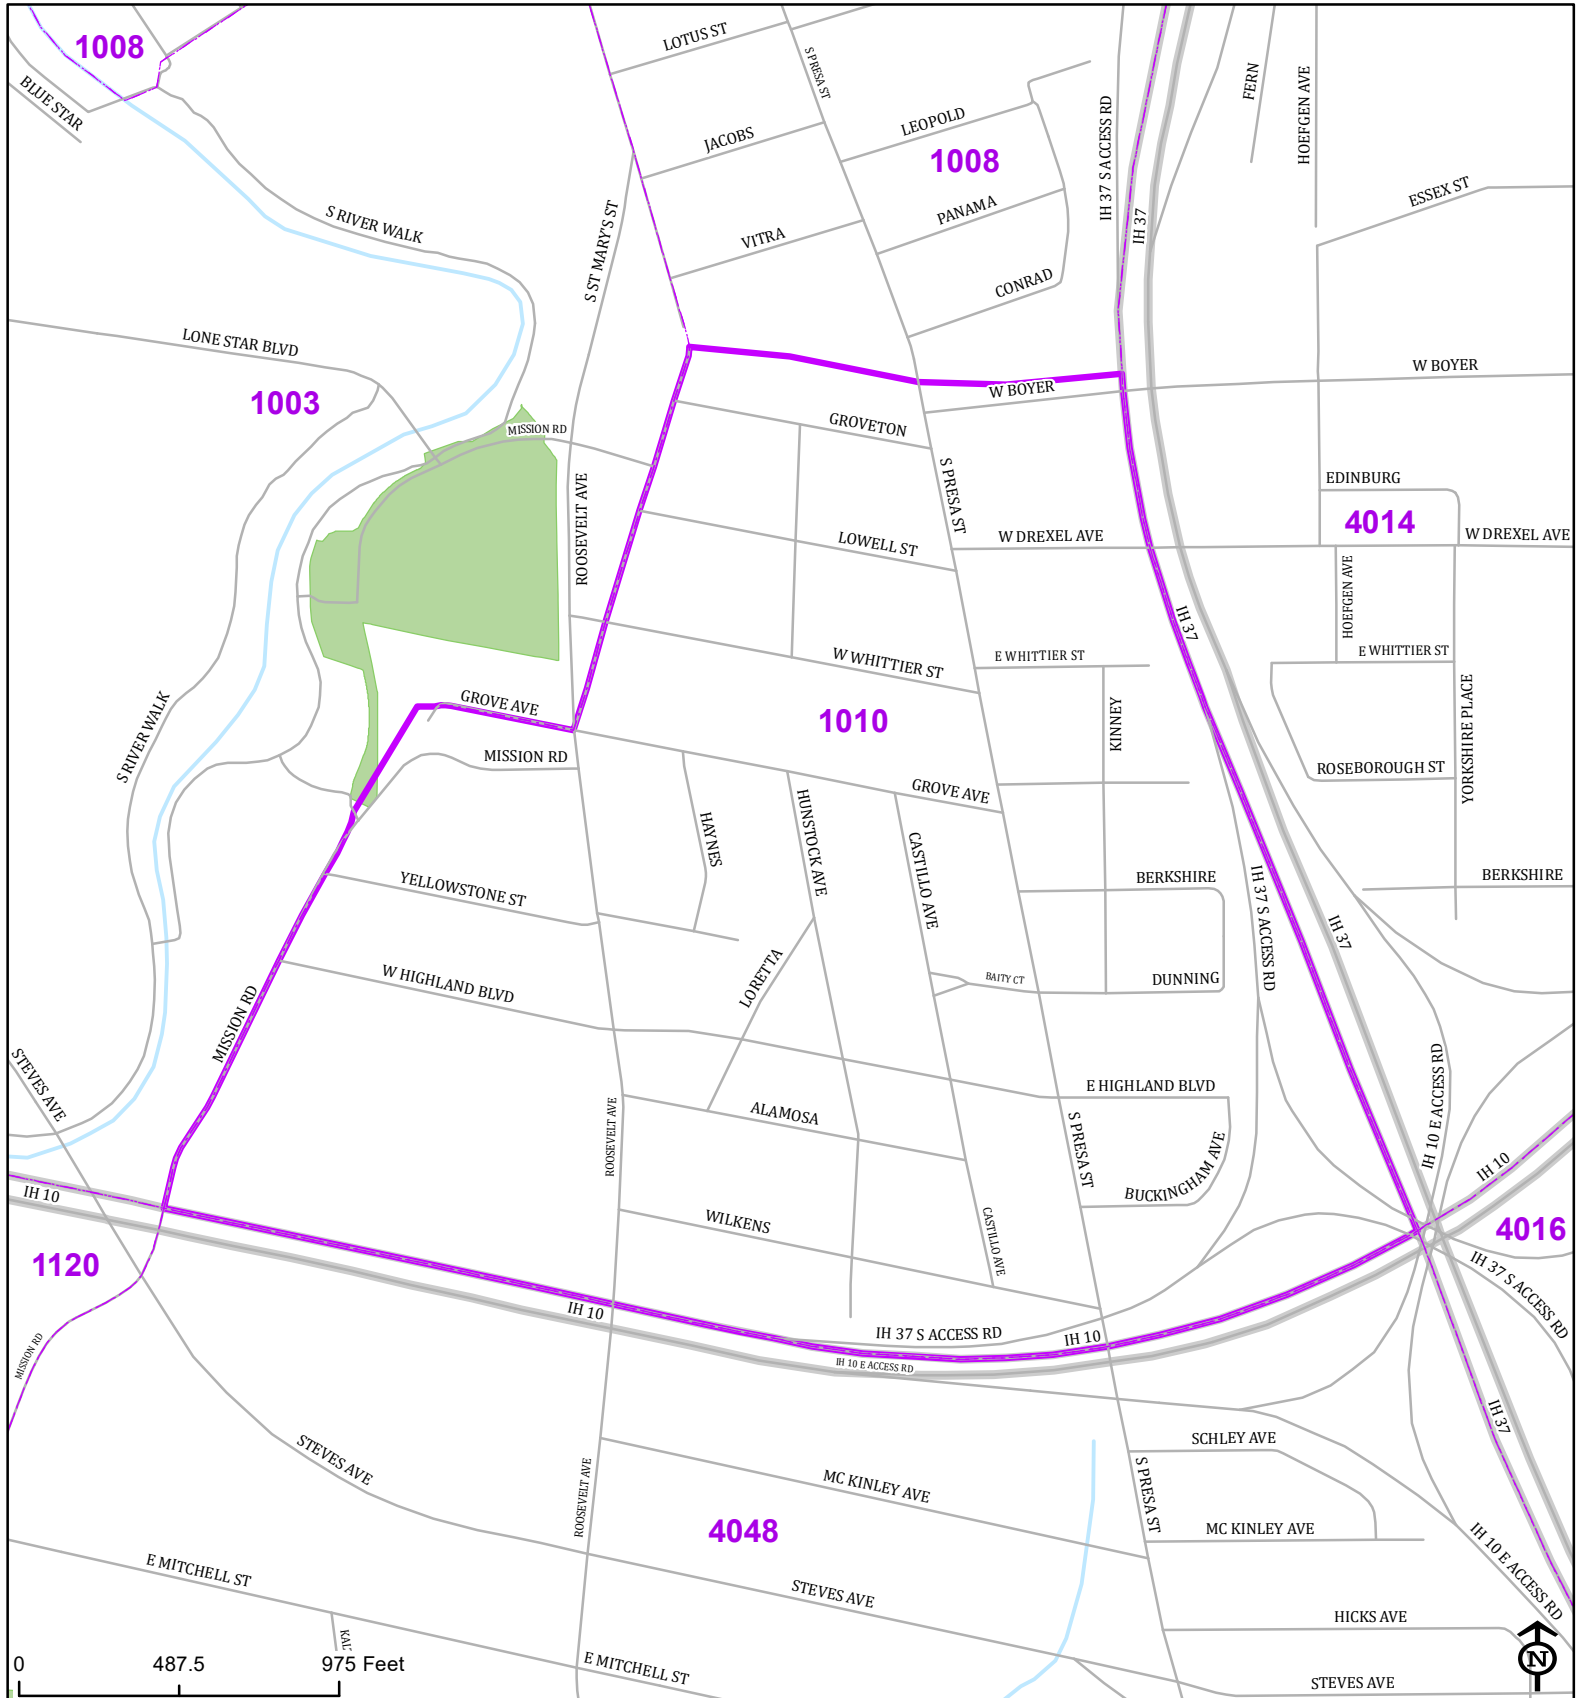 1008
LOTUS ST
S PRESA ST
BLUE STAR
FERN
HOEFGEN AVE
IH 37 S ACCESS RD
LEOPOLD
JACOBS
1008
ESSEX ST
PANAMA
S RIVER WALK
VITRA
IH 37
S ST MARY'S ST
CONRAD
LONE STAR BLVD
1003
W BOYER
W BOYER
MISSION RD
GROVETON
EDINBURG
S PRESA ST
ROOSEVELT AVE
4014
LOWELL ST
W DREXEL AVE
W DREXEL AVE
HOEFGEN AVE
IH 37
W WHITTIER ST
E WHITTIER ST
E WHITTIER ST
GROVE AVE
1010
KINNEY
YORKSHIRE PLACE
S RIVER WALK
MISSION RD
ROSEBOROUGH ST
GROVE AVE
HAYNES
HUNSTOCK AVE
CASTILLO AVE
YELLOWSTONE ST
BERKSHIRE
BERKSHIRE
IH 37 S ACCESS RD
IH 37
W HIGHLAND BLVD
LORETTA
BAITY CT
DUNNING
MISSION RD
STEVES AVE
E HIGHLAND BLVD
IH 10 E ACCESS RD
ROOSEVELT AVE
ALAMOSA
S PRESA ST
BUCKINGHAM AVE
IH 10
IH 10
WILKENS
CASTILLO AVE
4016
1120
IH 37 S ACCESS RD
IH 10
IH 37 S ACCESS RD
IH 10
IH 10 E ACCESS RD
MISSION RD
IH 37
SCHLEY AVE
STEVES AVE
ROOSEVELT AVE
MC KINLEY AVE
S PRESA ST
4048
MC KINLEY AVE
IH 10 E ACCESS RD
E MITCHELL ST
STEVES AVE
HICKS AVE
N
0 487.5 975 Feet
E MITCHELL ST
STEVES AVE